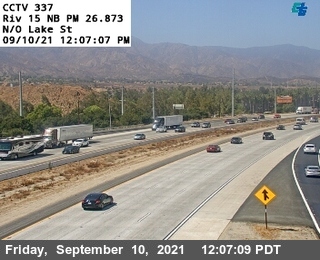 CCTV 337
Riv 15 NB PM 26.873
N/O Lake St
09/10/21 12:07:07 PM
Friday, September 10, 2021 12:07:09 PDT